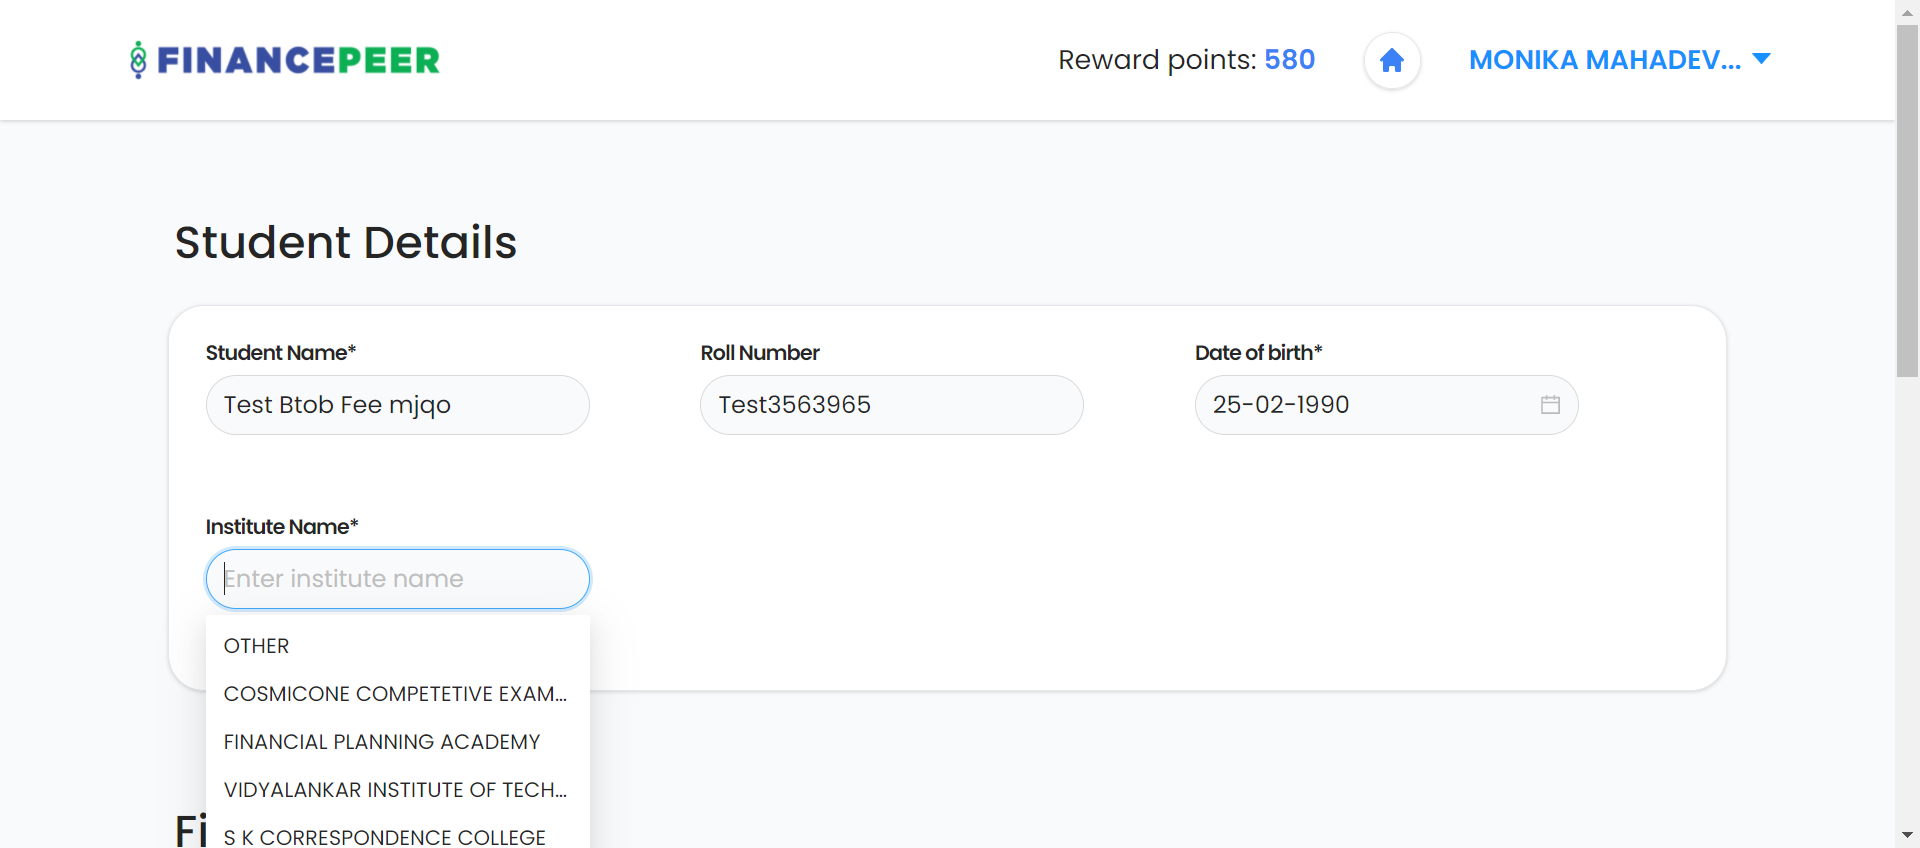 FINANCEPEER
Reward points: 580
MONIKA MAHADEV...
Student Details
Student Name*
Roll Number
Date of birth*
Test Btob Fee mjqo
Test3563965
25-02-1990
Institute Name*
Enter institute name
OTHER
COSMICONE COMPETETIVE EXAM...
FINANCIAL PLANNING ACADEMY
VIDYALANKAR INSTITUTE OF TECH...
Fi
S K CORRESPONDENCE COLLEGE